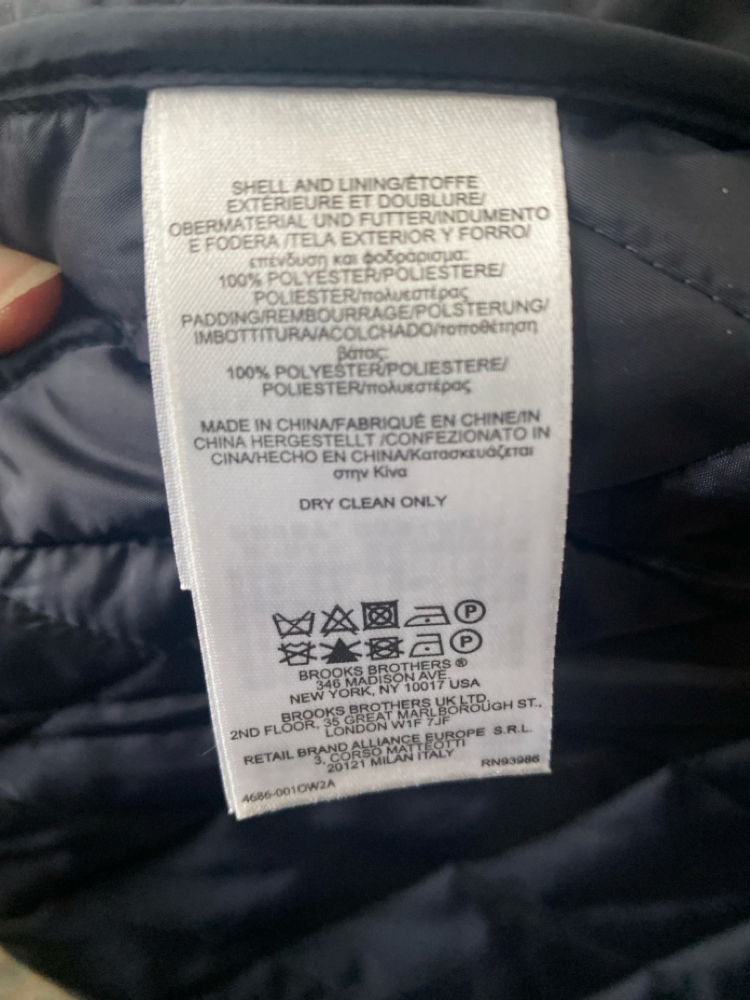 SHELL AND LINING/ÉTOFFE
EXTÉRIEURE ET DOUBLURE/
OBERMATERIAL UND FUTTER/INDUMENTO
E FODERA /TELA EXTERIOR Y FORRO/
επένδυση και φοδράρισμα:
100% POLYESTER/POLIESTERE/
POLIESTER/πολυεστέρας
PADDING/REMBOURRAGE/POLSTERUNG/
IMBOTTITURA/ACOLCHADO/τοποθέτηση
βάτας:
100% POLYESTER/POLIESTERE/
POLIESTER/πολυεστέρας
MADE IN CHINA/FABRIQUÉ EN CHINE/IN
CHINA HERGESTELLT /CONFEZIONATO IN
CINA/HECHO EN CHINA/Κατασκευάζεται
στην Κίνα
DRY CLEAN ONLY
P
P
BROOKS BROTHERS ®
346 MADISON AVE.
NEW YORK, NY 10017 USA
BROOKS BROTHERS UK LTD.
2ND FLOOR, 35 GREAT MARLBOROUGH ST.,
LONDON W1F 7JF
RETAIL BRAND ALLIANCE EUROPE S.R.L.
3, CORSO MATTEOTTI
20121 MILAN ITALY
RN93986
4686-001OW2A